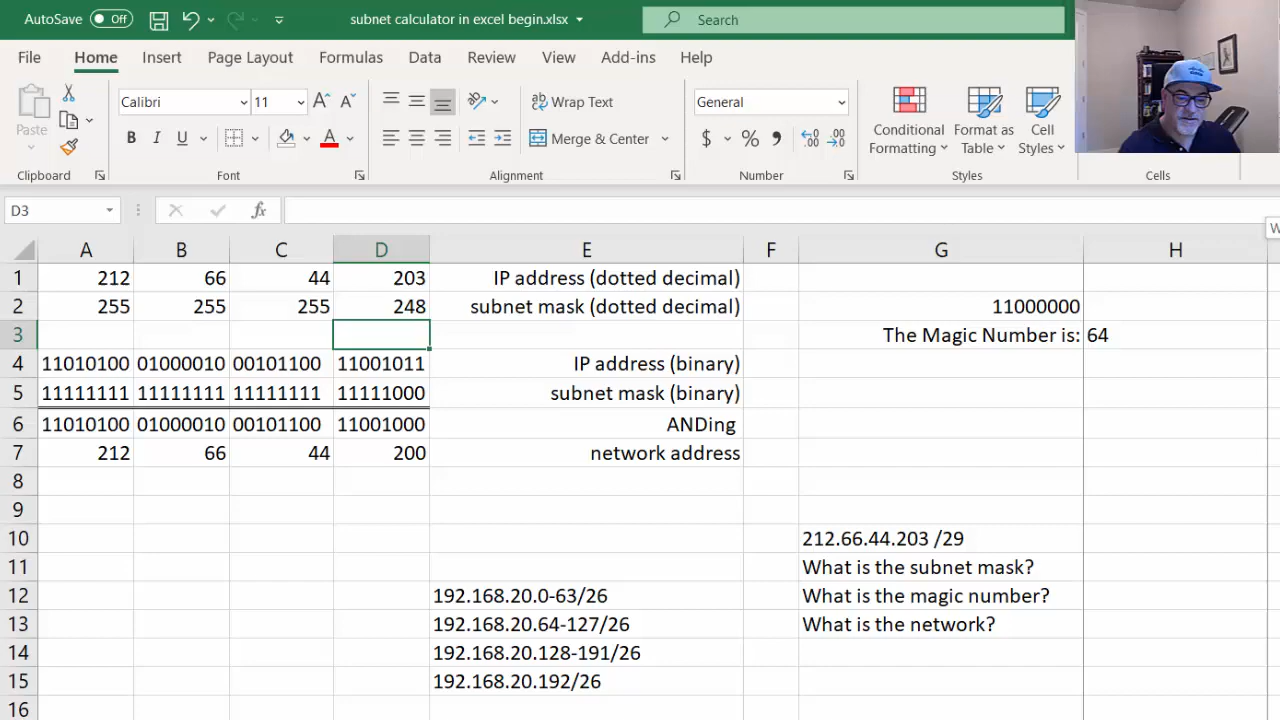 AutoSave Off subnet calculator in excel begin.xlsx Search
File Home Insert Page Layout Formulas Data Review View Add-ins Help
Paste
Calibri 11 A A
B I U A
ab Wrap Text
Merge & Center
General
$ % 9 .00
Conditional Formatting
Format as Table
Cell Styles
Clipboard Font Alignment Number Styles Cells
D3 fx
A B C D E F G H
1 212 66 44 203 IP address (dotted decimal)
2 255 255 255 248 subnet mask (dotted decimal) 11000000
3 The Magic Number is: 64
4 11010100 01000010 00101100 11001011 IP address (binary)
5 11111111 11111111 11111111 11111000 subnet mask (binary)
6 11010100 01000010 00101100 11001000 ANDing
7 212 66 44 200 network address
8
9
10 212.66.44.203 /29
11 What is the subnet mask?
12 192.168.20.0-63/26 What is the magic number?
13 192.168.20.64-127/26 What is the network?
14 192.168.20.128-191/26
15 192.168.20.192/26
16